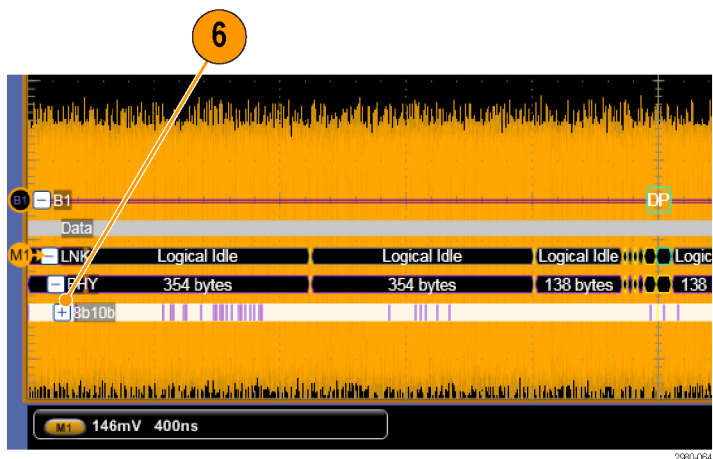 6
B1 B1 DP
Data
M1 LNK Logical Idle Logical Idle Logical Idle Logic
PHY 354 bytes 354 bytes 138 bytes 138
8b10b
M1 146mV 400ns
2980-064